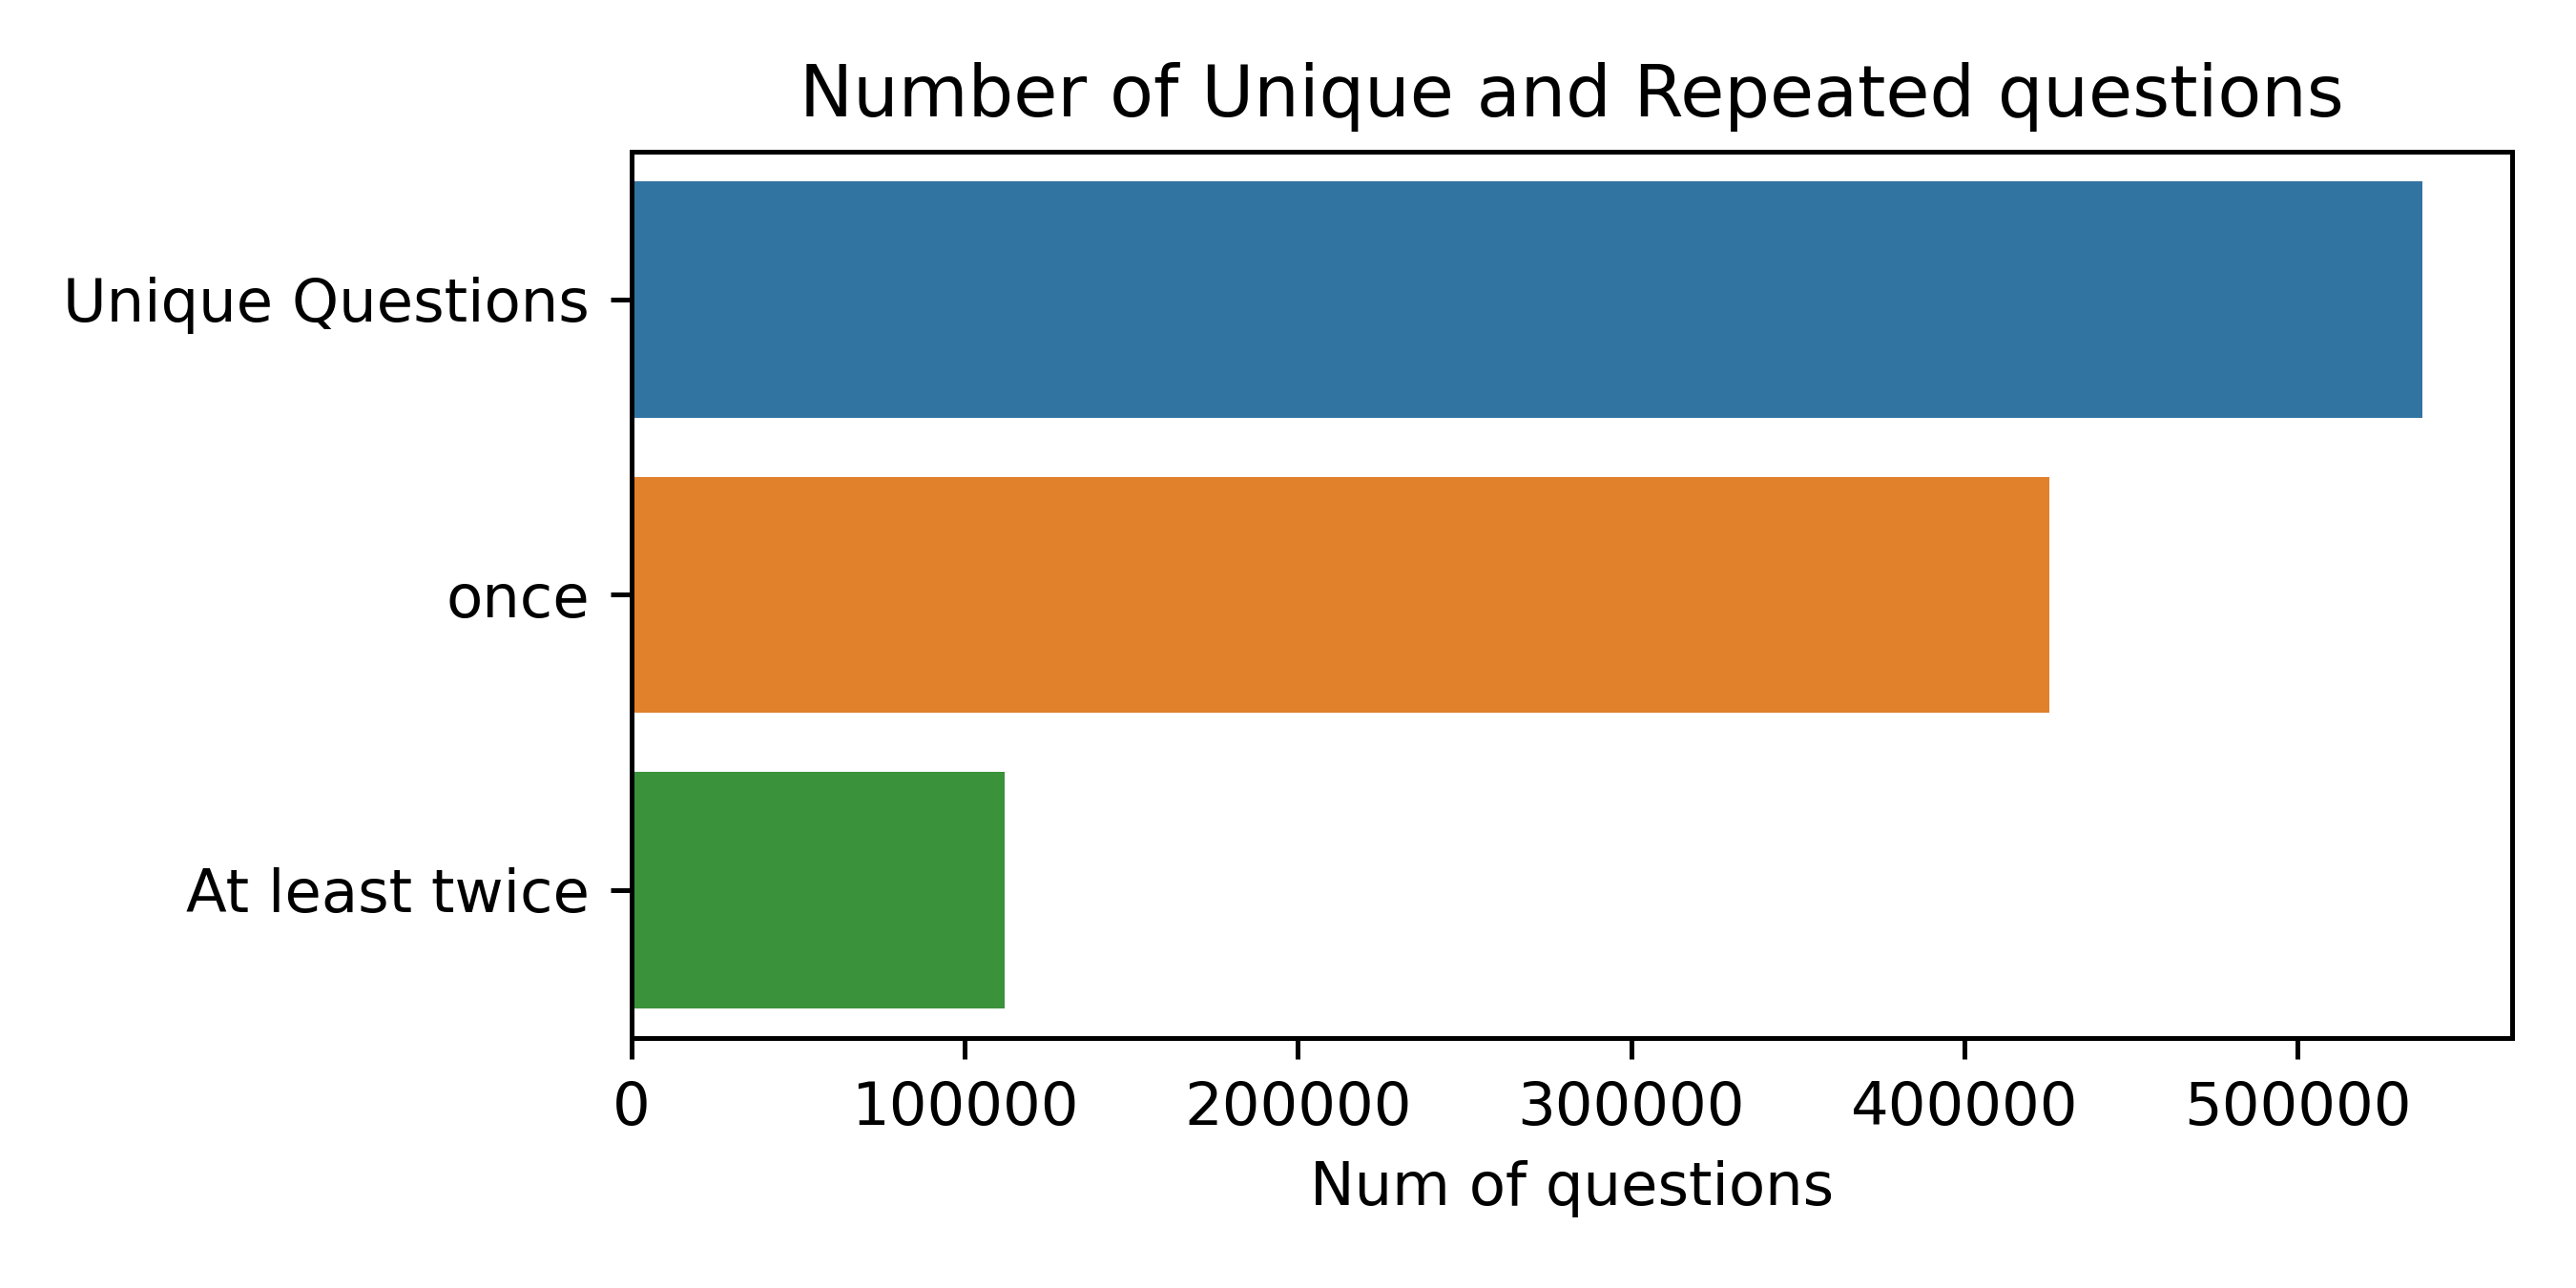 Number of Unique and Repeated questions
Unique Questions
once
At least twice
0 100000 200000 300000 400000 500000
Num of questions